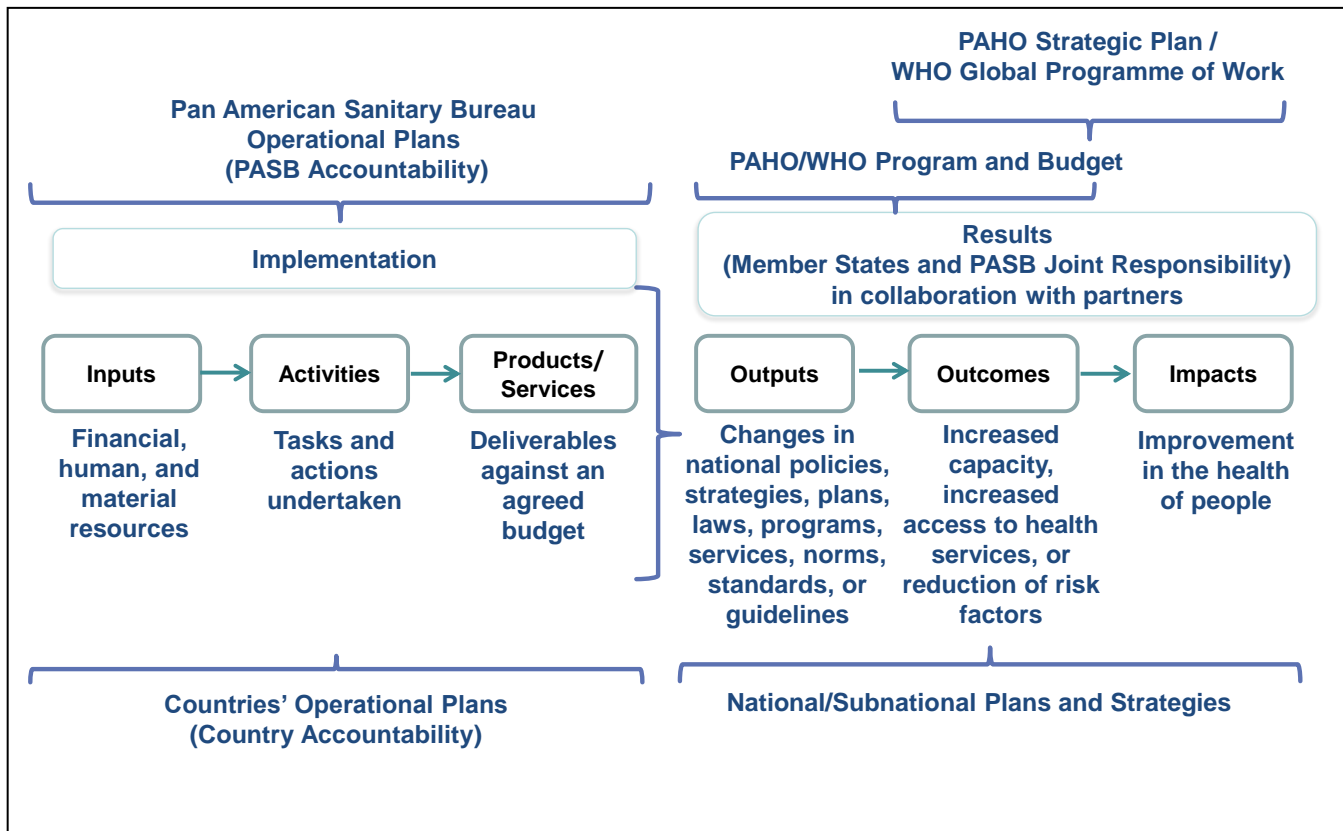 PAHO Strategic Plan /
WHO Global Programme of Work
Pan American Sanitary Bureau
Operational Plans
(PASB Accountability)
PAHO/WHO Program and Budget
Implementation
Results
(Member States and PASB Joint Responsibility)
in collaboration with partners
Inputs
Activities
Products/
Services
Outputs
Outcomes
Impacts
Financial,
human, and
material
resources
Tasks and
actions
undertaken
Deliverables
against an
agreed
budget
Changes in
national policies,
strategies, plans,
laws, programs,
services, norms,
standards, or
guidelines
Increased
capacity,
increased
access to health
services, or
reduction of risk
factors
Improvement
in the health
of people
Countries' Operational Plans
(Country Accountability)
National/Subnational Plans and Strategies